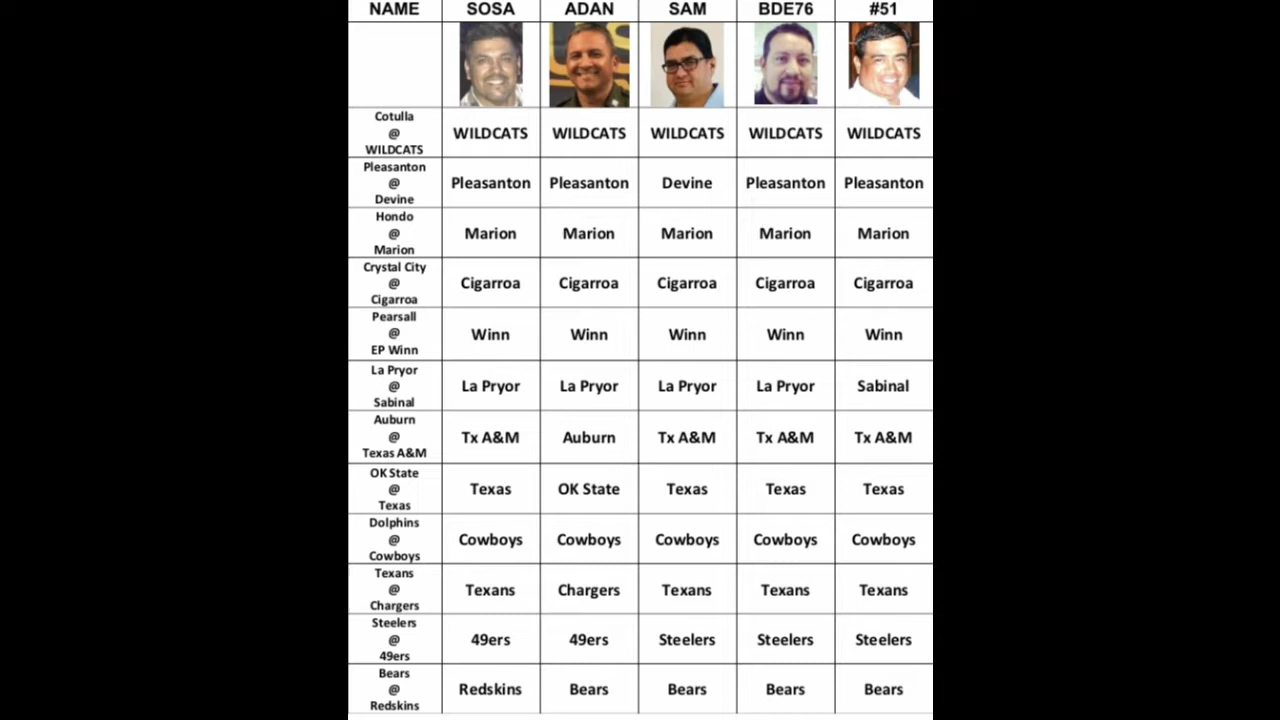 NAME SOSA ADAN SAM BDE76 #51
Cotulla
@
WILDCATS
WILDCATS WILDCATS WILDCATS WILDCATS WILDCATS
Pleasanton
@
Devine
Pleasanton Pleasanton Devine Pleasanton Pleasanton
Hondo
@
Marion
Marion Marion Marion Marion Marion
Crystal City
@
Cigarroa
Cigarroa Cigarroa Cigarroa Cigarroa Cigarroa
Pearsall
@
EP Winn
Winn Winn Winn Winn Winn
La Pryor
@
Sabinal
La Pryor La Pryor La Pryor La Pryor Sabinal
Auburn
@
Texas A&M
Tx A&M Auburn Tx A&M Tx A&M Tx A&M
OK State
@
Texas
Texas OK State Texas Texas Texas
Dolphins
@
Cowboys
Cowboys Cowboys Cowboys Cowboys Cowboys
Texans
@
Chargers
Texans Chargers Texans Texans Texans
Steelers
@
49ers
49ers 49ers Steelers Steelers Steelers
Bears
@
Redskins
Redskins Bears Bears Bears Bears